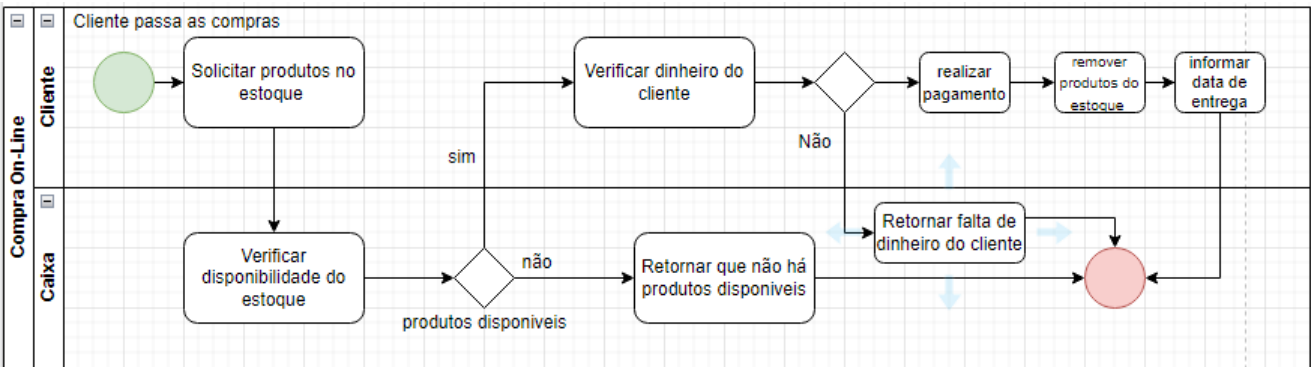 Compra On-Line
Cliente
Cliente passa as compras
Solicitar produtos no
estoque
Verificar dinheiro do
cliente
realizar
pagamento
remover
produtos do
estoque
informar
data de
entrega
sim
Não
Caixa
Verificar
disponibilidade do
estoque
produtos disponiveis
não
Retornar que não há
produtos disponiveis
Retornar falta de
dinheiro do cliente